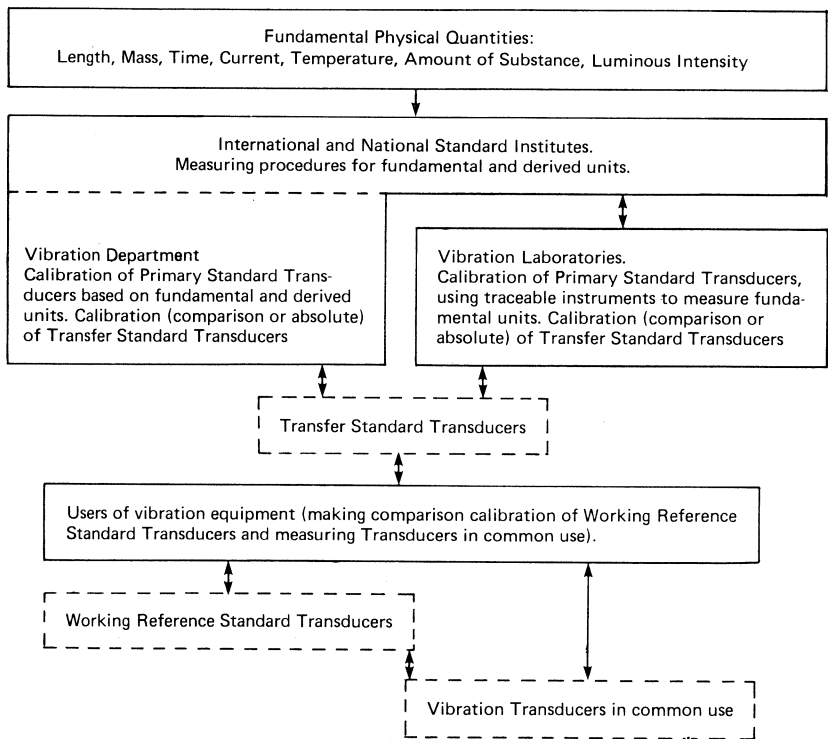 Fundamental Physical Quantities:
Length, Mass, Time, Current, Temperature, Amount of Substance, Luminous Intensity
International and National Standard Institutes.
Measuring procedures for fundamental and derived units.
Vibration Department
Calibration of Primary Standard Trans-
ducers based on fundamental and derived
units. Calibration (comparison or absolute)
of Transfer Standard Transducers
Vibration Laboratories.
Calibration of Primary Standard Transducers,
using traceable instruments to measure funda-
mental units. Calibration (comparison or
absolute) of Transfer Standard Transducers
Transfer Standard Transducers
Users of vibration equipment (making comparison calibration of Working Reference
Standard Transducers and measuring Transducers in common use).
Working Reference Standard Transducers
Vibration Transducers in common use